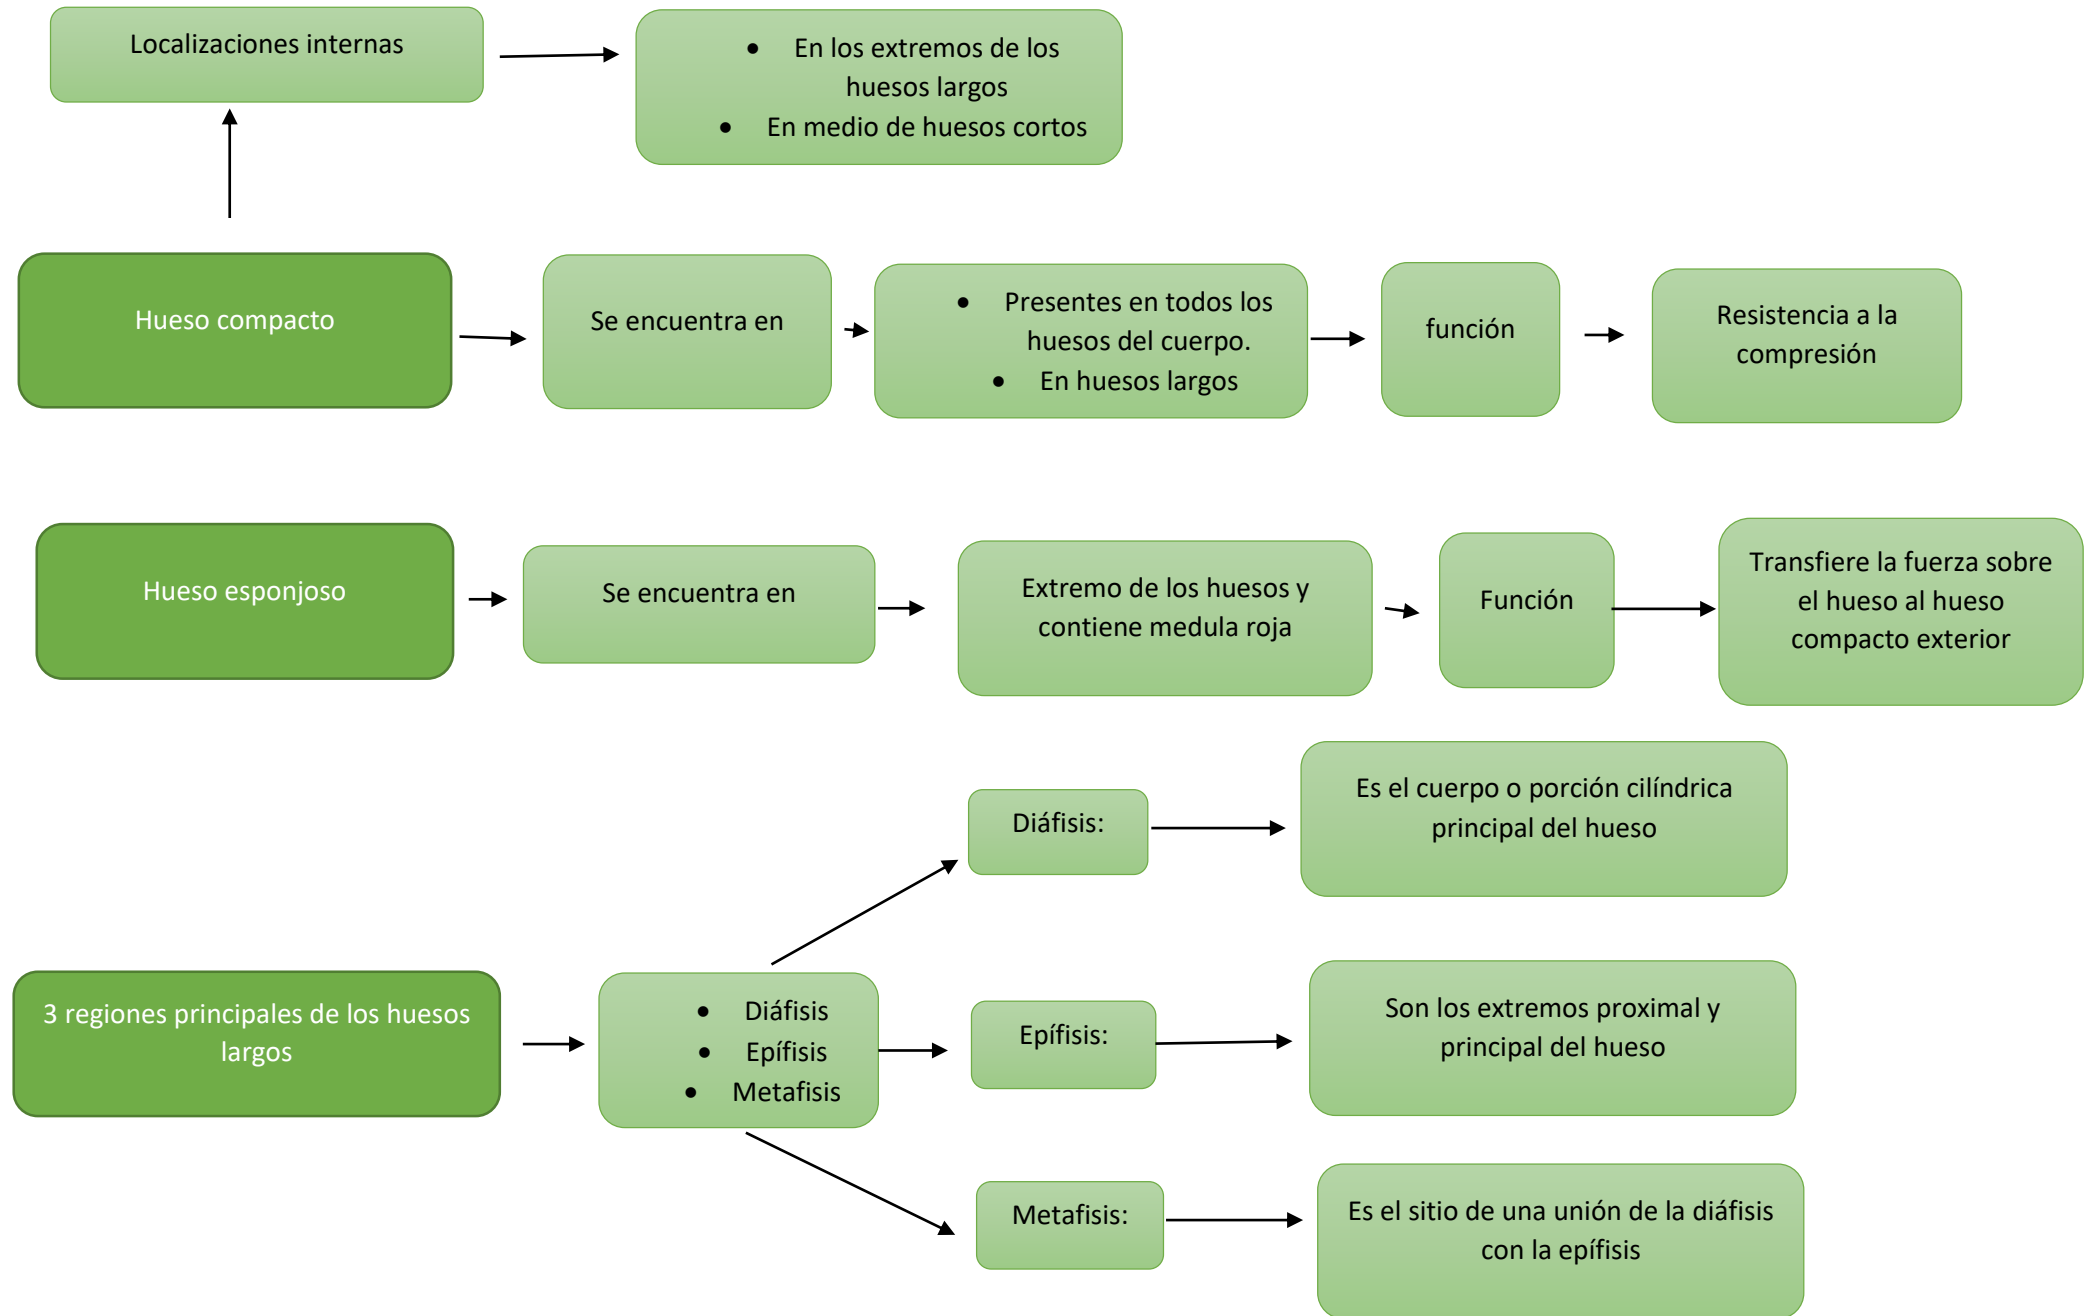 Localizaciones internas
• En los extremos de los
huesos largos
• En medio de huesos cortos
Hueso compacto
Se encuentra en
• Presentes en todos los
huesos del cuerpo.
• En huesos largos
función
Resistencia a la
compresión
Hueso esponjoso
Se encuentra en
Extremo de los huesos y
contiene medula roja
Función
Transfiere la fuerza sobre
el hueso al hueso
compacto exterior
3 regiones principales de los huesos
largos
• Diáfisis
• Epífisis
• Metafisis
Diáfisis:
Es el cuerpo o porción cilíndrica
principal del hueso
Epífisis:
Son los extremos proximal y
principal del hueso
Metafisis:
Es el sitio de una unión de la diáfisis
con la epífisis